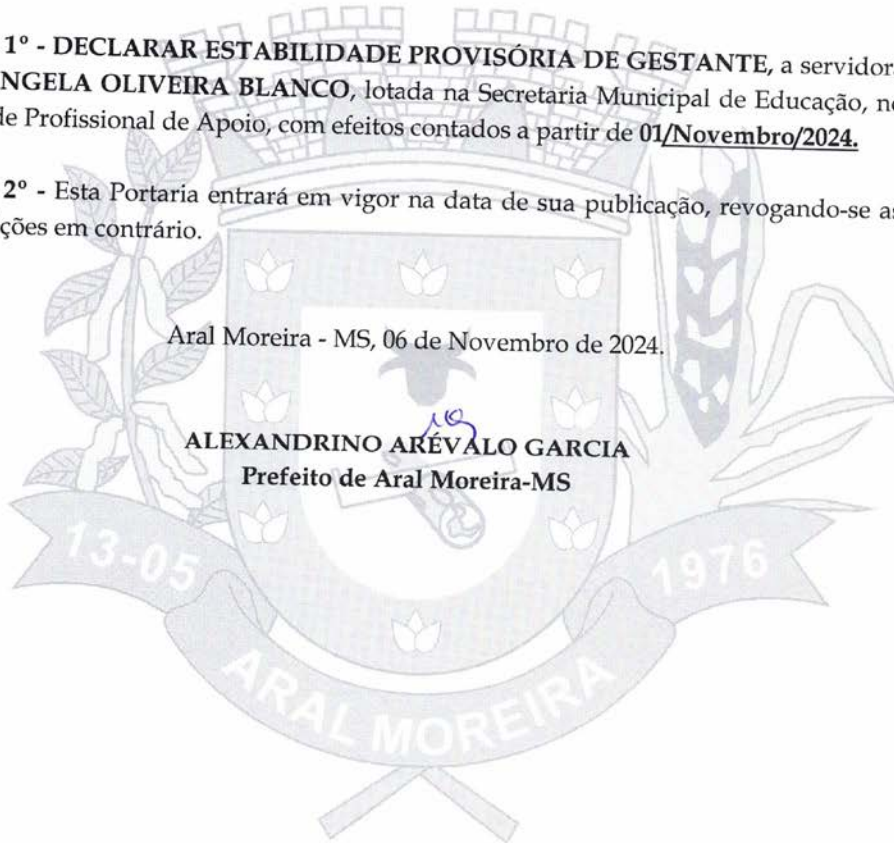 1º - DECLARAR ESTABILIDADE PROVISÓRIA DE GESTANTE, a servidor
NGELA OLIVEIRA BLANCO, lotada na Secretaria Municipal de Educação, no
de Profissional de Apoio, com efeitos contados a partir de 01/Novembro/2024.
2º - Esta Portaria entrará em vigor na data de sua publicação, revogando-se as
ções em contrário.
Aral Moreira - MS, 06 de Novembro de 2024.
ALEXANDRINO ARÉVALO GARCIA
Prefeito de Aral Moreira-MS
13-05
1976
ARAL MOREIRA